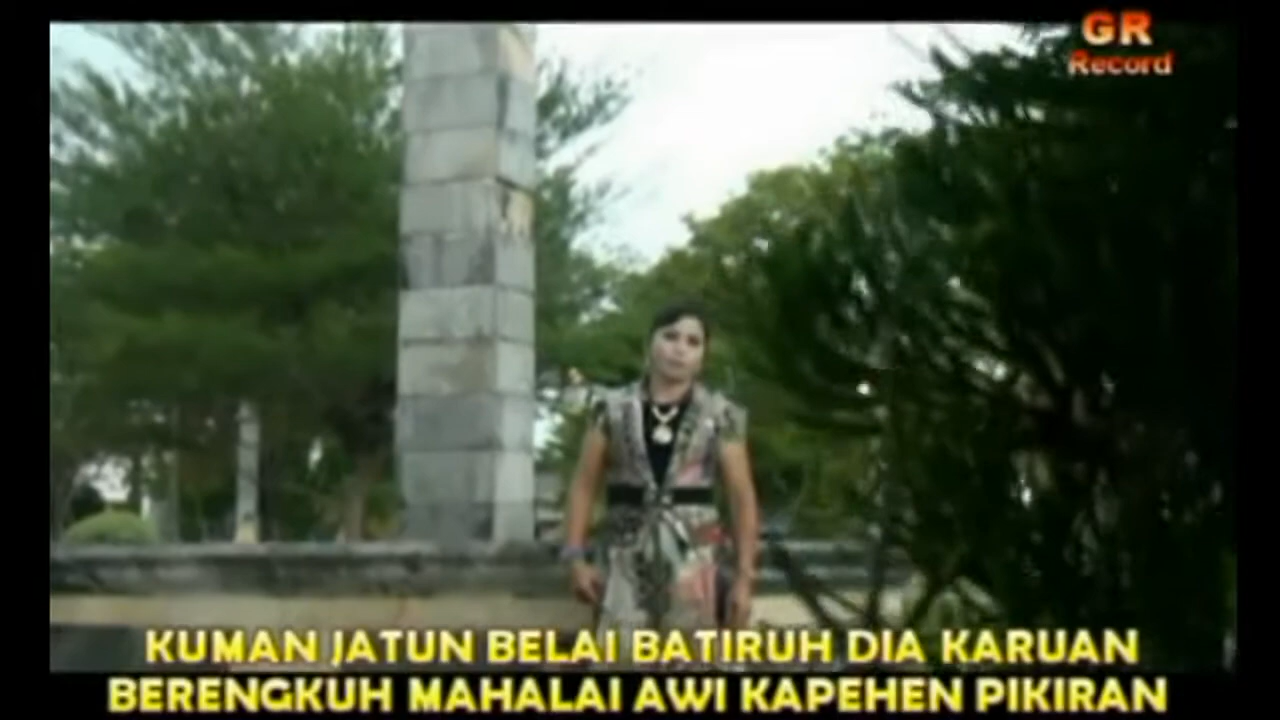 GR
Record
KUMAN JATUN BELAI BATIRUH DIA KARUAN
BERENGKUH MAHALAI AWI KAPEHEN PIKIRAN